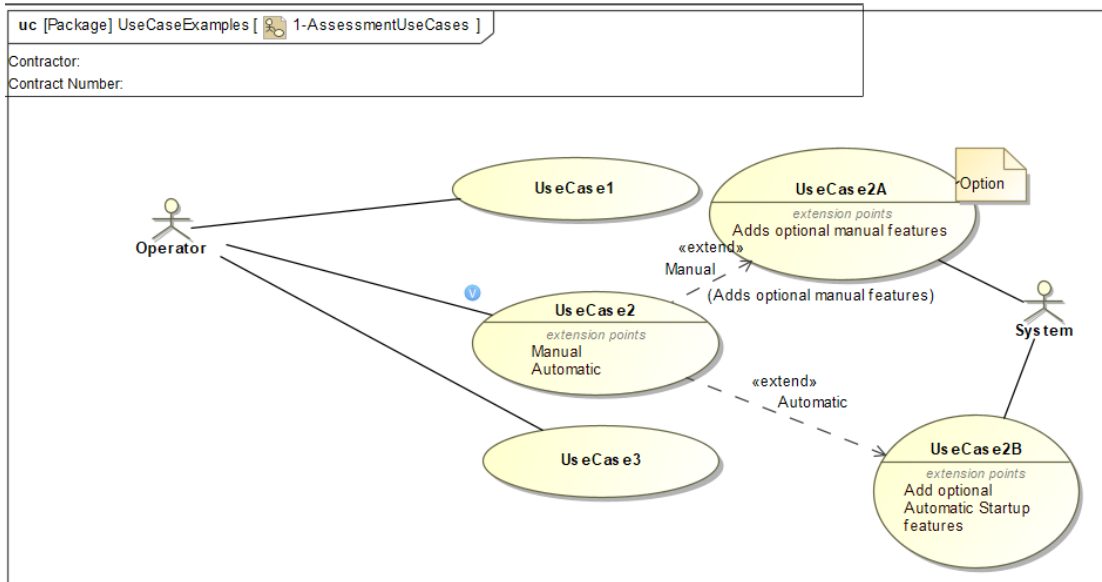 uc [Package] UseCaseExamples [ 1-AssessmentUseCases ]
Contractor:
Contract Number:
UseCase1
UseCase2A
Option
extension points
Adds optional manual features
Operator
«extend»
Manual
(Adds optional manual features)
V
UseCase2
extension points
Manual
Automatic
System
«extend»
Automatic
UseCase3
UseCase2B
extension points
Add optional
Automatic Startup
features